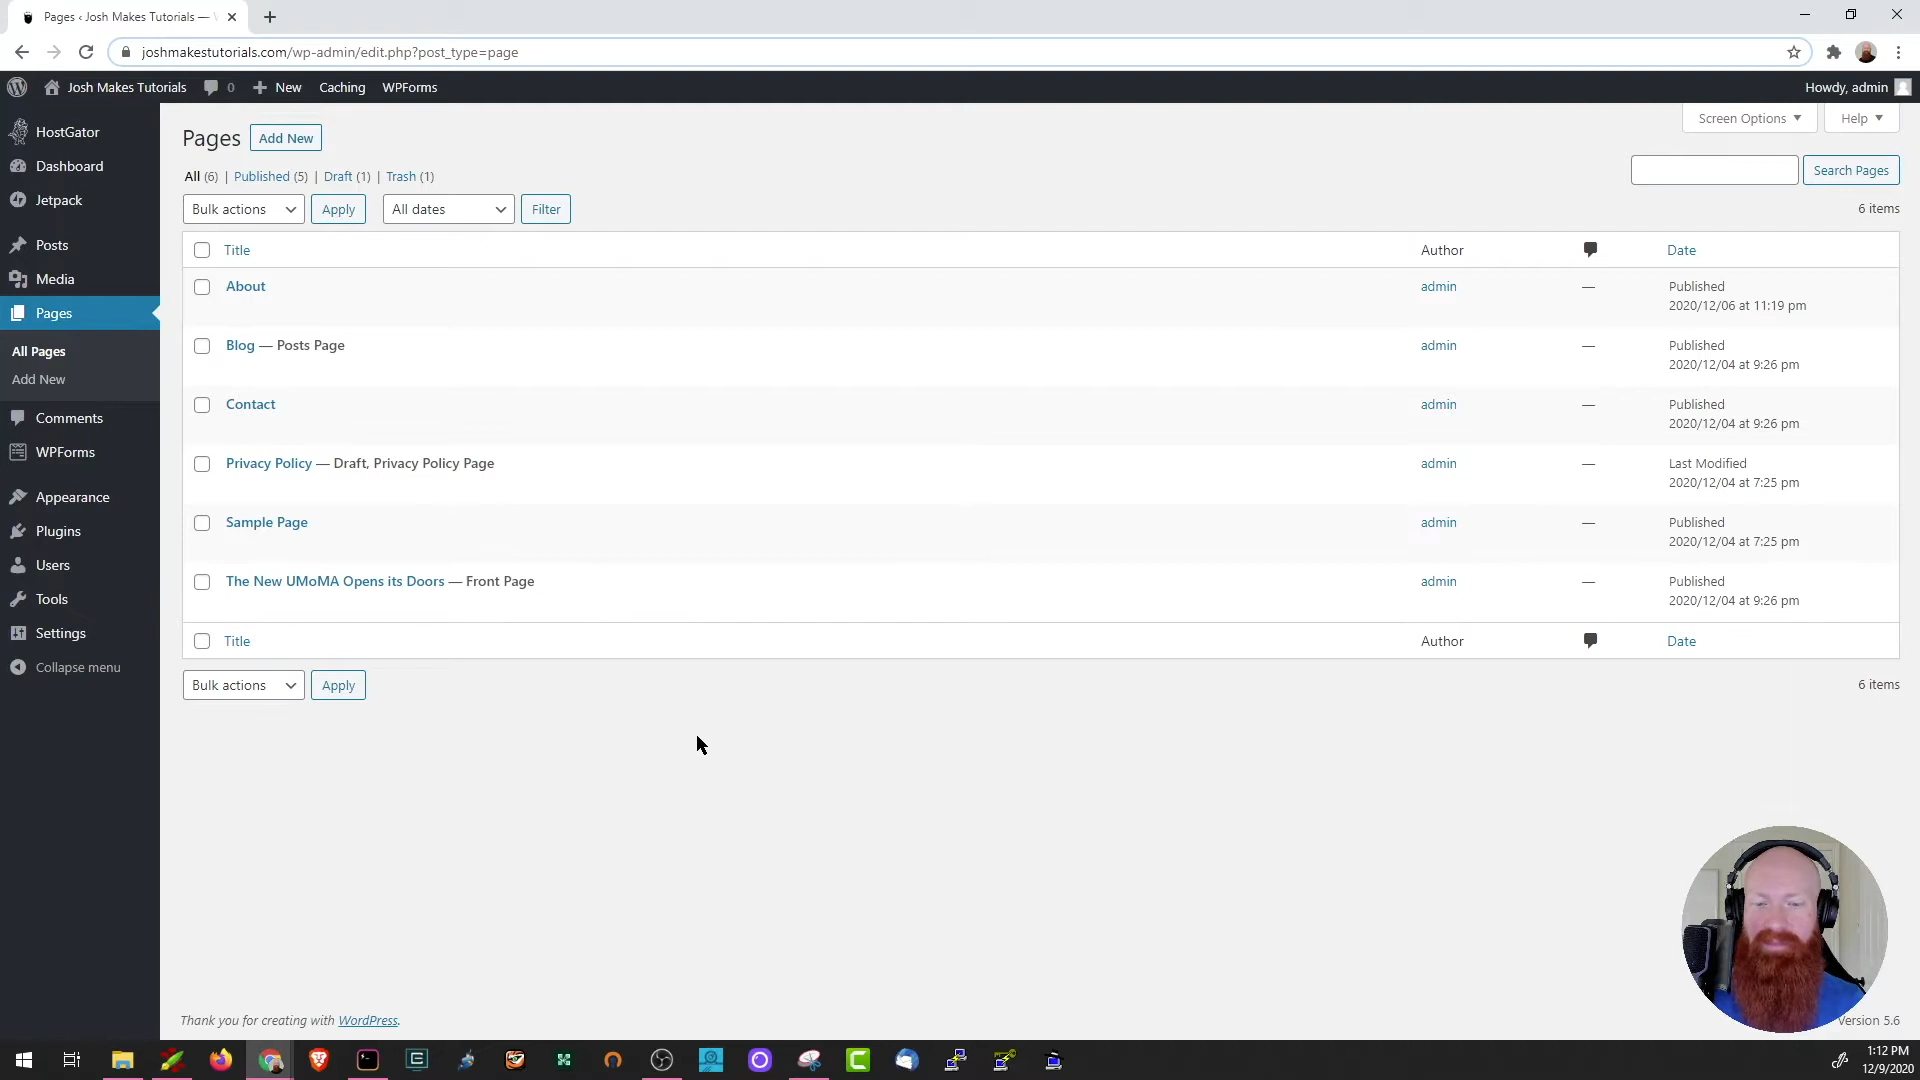 Pages ‹ Josh Makes Tutorials —
joshmakestutorials.com/wp-admin/edit.php?post_type=page
Josh Makes Tutorials 0 New Caching WPForms Howdy, admin
HostGator
Dashboard
Jetpack
Posts
Media
Pages
All Pages
Add New
Comments
WPForms
Appearance
Plugins
Users
Tools
Settings
Collapse menu
Screen Options Help
Pages Add New
All (6) | Published (5) | Draft (1) | Trash (1)
Search Pages
Bulk actions Apply All dates Filter 6 items
Title Author Date
About admin — Published
2020/12/06 at 11:19 pm
Blog — Posts Page admin — Published
2020/12/04 at 9:26 pm
Contact admin — Published
2020/12/04 at 9:26 pm
Privacy Policy — Draft, Privacy Policy Page admin — Last Modified
2020/12/04 at 7:25 pm
Sample Page admin — Published
2020/12/04 at 7:25 pm
The New UMoMA Opens its Doors — Front Page admin — Published
2020/12/04 at 9:26 pm
Title Author Date
Bulk actions Apply 6 items
Thank you for creating with WordPress. Version 5.6
1:12 PM
12/9/2020